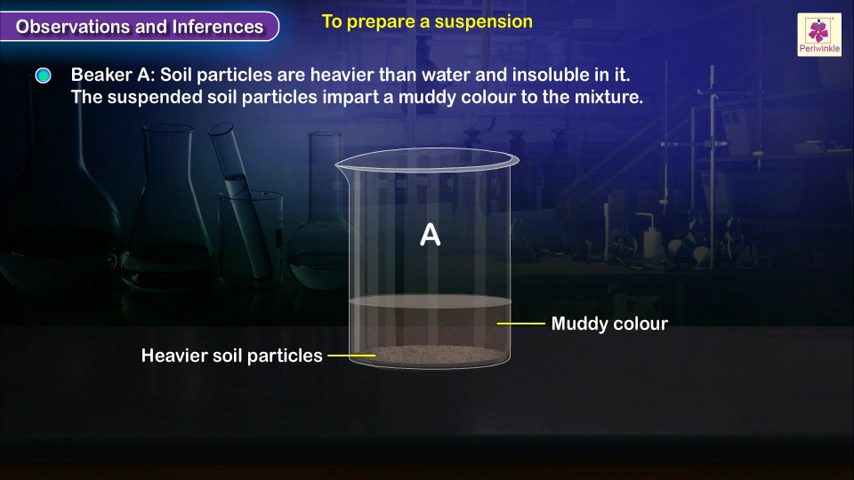 Observations and Inferences
To prepare a suspension
Periwinkle
Beaker A: Soil particles are heavier than water and insoluble in it.
The suspended soil particles impart a muddy colour to the mixture.
A
Muddy colour
Heavier soil particles